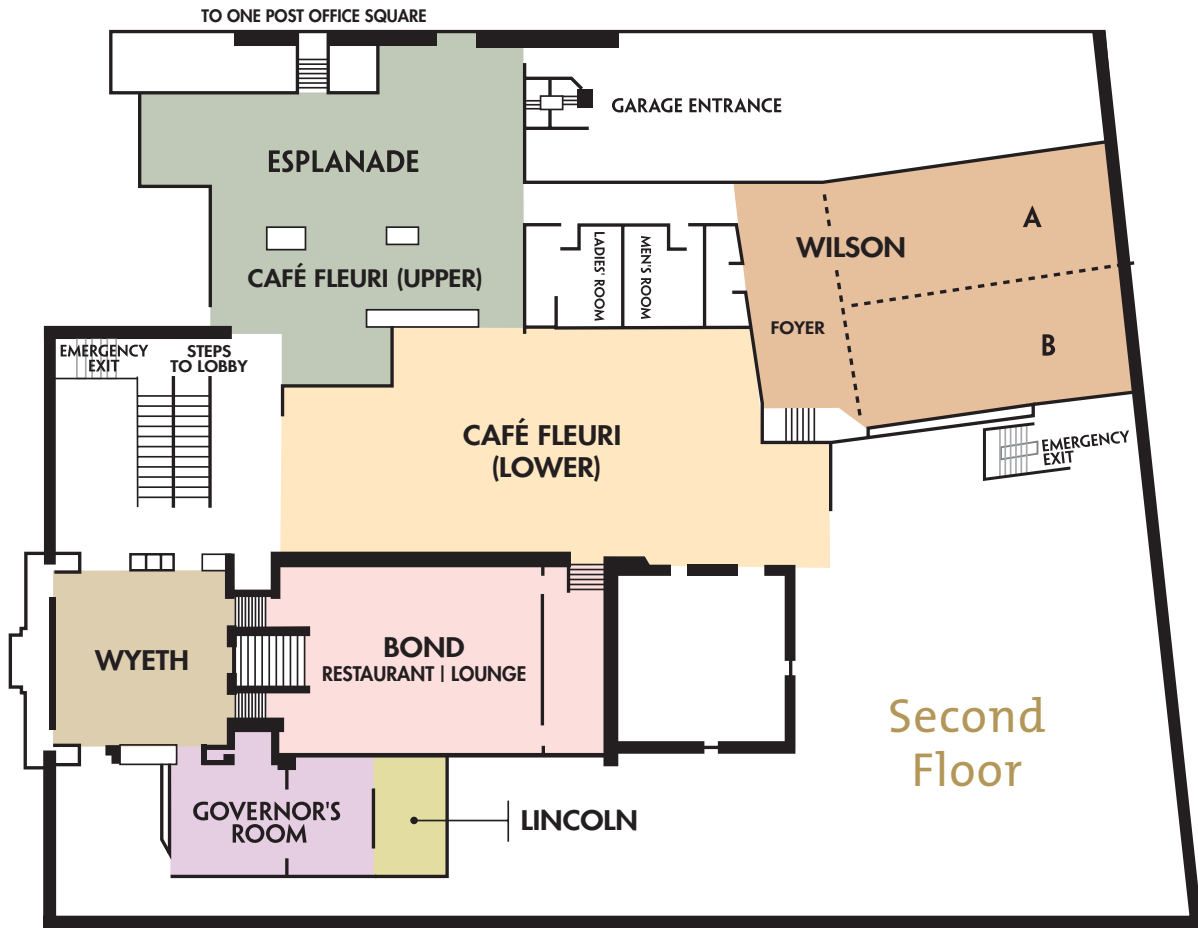 TO ONE POST OFFICE SQUARE
GARAGE ENTRANCE
ESPLANADE
A
WILSON
LADIES' ROOM
MEN'S ROOM
CAFÉ FLEURI (UPPER)
FOYER
B
EMERGENCY
EXIT
STEPS
TO LOBBY
CAFÉ FLEURI
(LOWER)
EMERGENCY
EXIT
WYETH
BOND
RESTAURANT | LOUNGE
Second
Floor
GOVERNOR'S
ROOM
LINCOLN